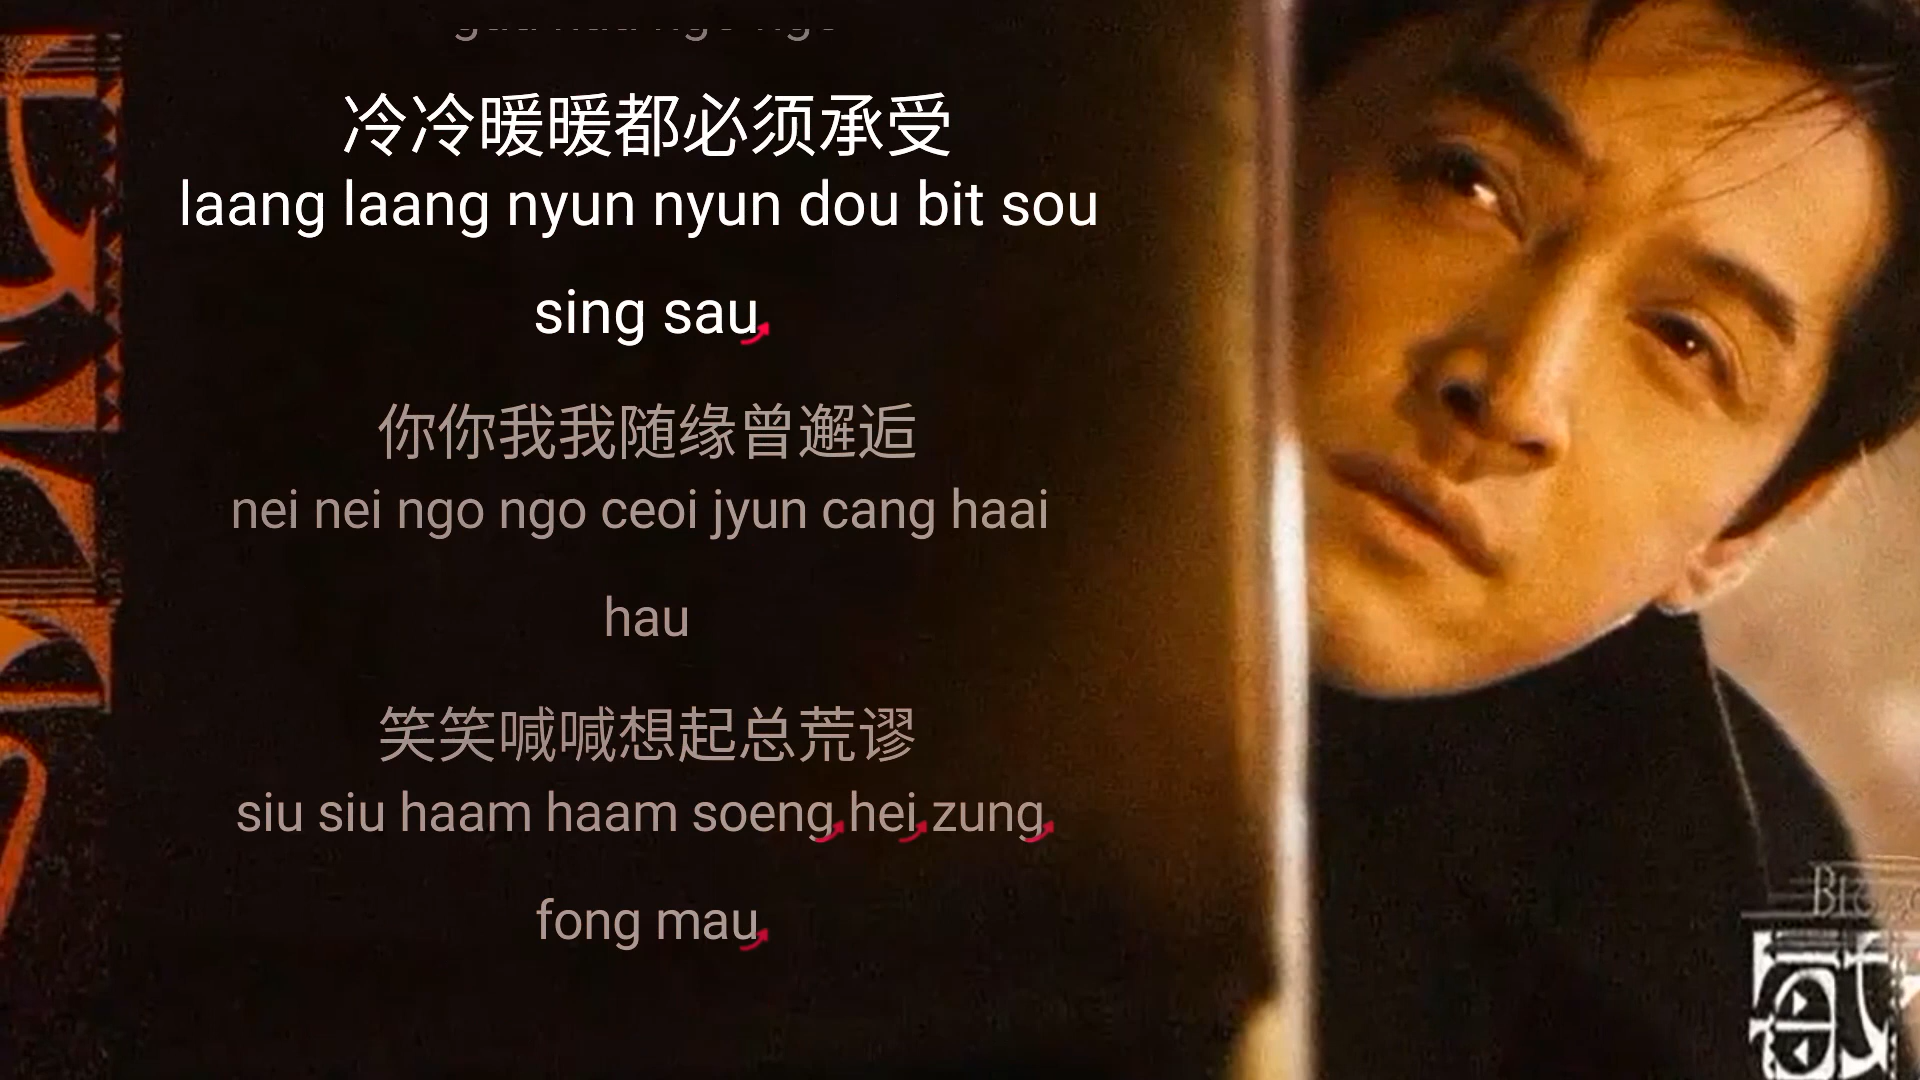 冷冷暖暖都必须承受
laang laang nyun nyun dou bit sou
sing sau
你你我我随缘曾邂逅
nei nei ngo ngo ceoi jyun cang haai
hau
笑笑喊喊想起总荒谬
siu siu haam haam soeng hei zung
fong mau